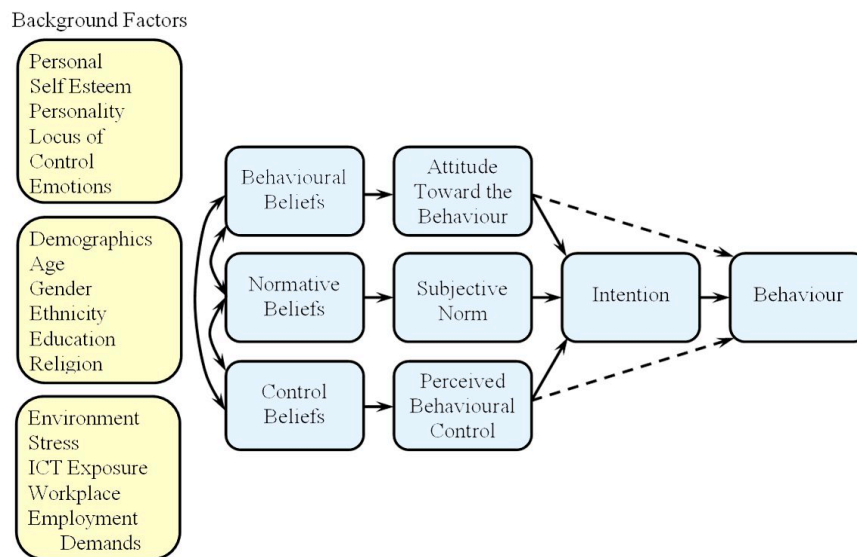 Background Factors
Personal
Self Esteem
Personality
Locus of
Control
Emotions
Demographics
Age
Gender
Ethnicity
Education
Religion
Environment
Stress
ICT Exposure
Workplace
Employment
Demands
Behavioural
Beliefs
Attitude
Toward the
Behaviour
Normative
Beliefs
Subjective
Norm
Intention
Behaviour
Control
Beliefs
Perceived
Behavioural
Control